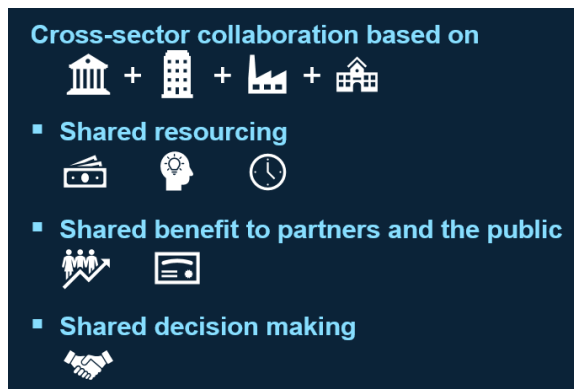 Cross-sector collaboration based on
+ + +
▪ Shared resourcing
▪ Shared benefit to partners and the public
▪ Shared decision making